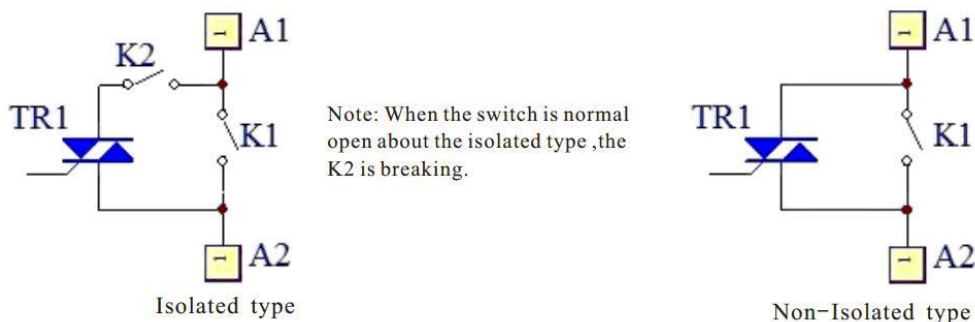 A1
K2
TR1
K1
A2
Isolated type
Note: When the switch is normal
open about the isolated type ,the
K2 is breaking.
A1
TR1
K1
A2
Non-Isolated type